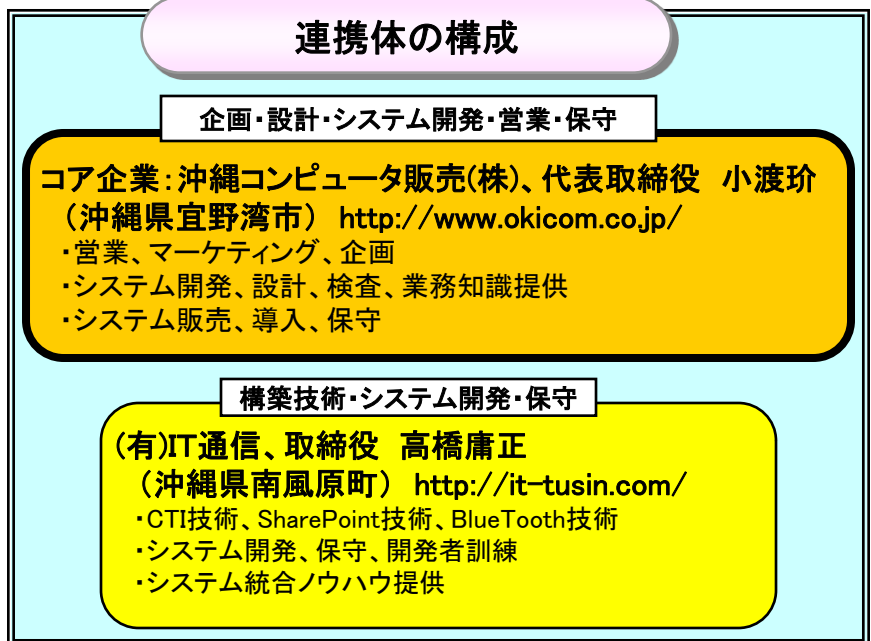 連携体の構成
企画・設計・システム開発・営業・保守
コア企業：沖縄コンピュータ販売(株)、代表取締役　小渡玠
（沖縄県宜野湾市）　http://www.okicom.co.jp/
・営業、マーケティング、企画
・システム開発、設計、検査、業務知識提供
・システム販売、導入、保守
構築技術・システム開発・保守
(有)IT通信、取締役　高橋庸正
（沖縄県南風原町）　http://it-tusin.com/
・CTI技術、SharePoint技術、BlueTooth技術
・システム開発、保守、開発者訓練
・システム統合ノウハウ提供